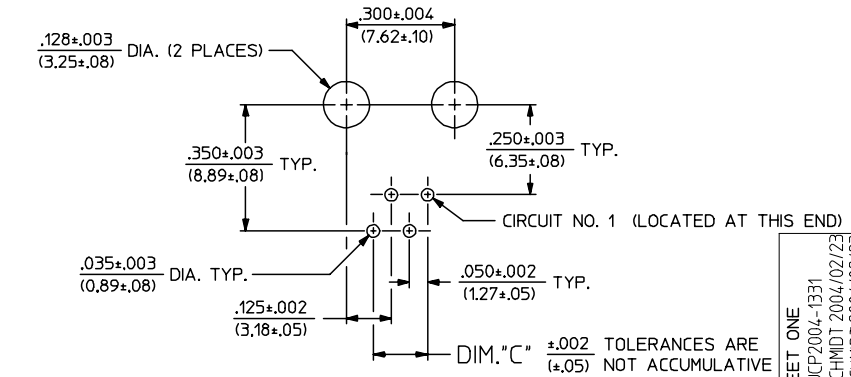 .300±.004
(7.62±.10)
.128±.003
(3.25±.08)
DIA. (2 PLACES)
.350±.003
(8.89±.08)
TYP.
.250±.003
(6.35±.08)
TYP.
CIRCUIT NO. 1 (LOCATED AT THIS END)
.035±.003
(0.89±.08)
DIA. TYP.
.050±.002
(1.27±.05)
TYP.
.125±.002
(3.18±.05)
DIM."C"
±.002
(±.05)
TOLERANCES ARE
NOT ACCUMULATIVE
EET ONE
JCP2004-1331
CHMIDT 2004/02/23